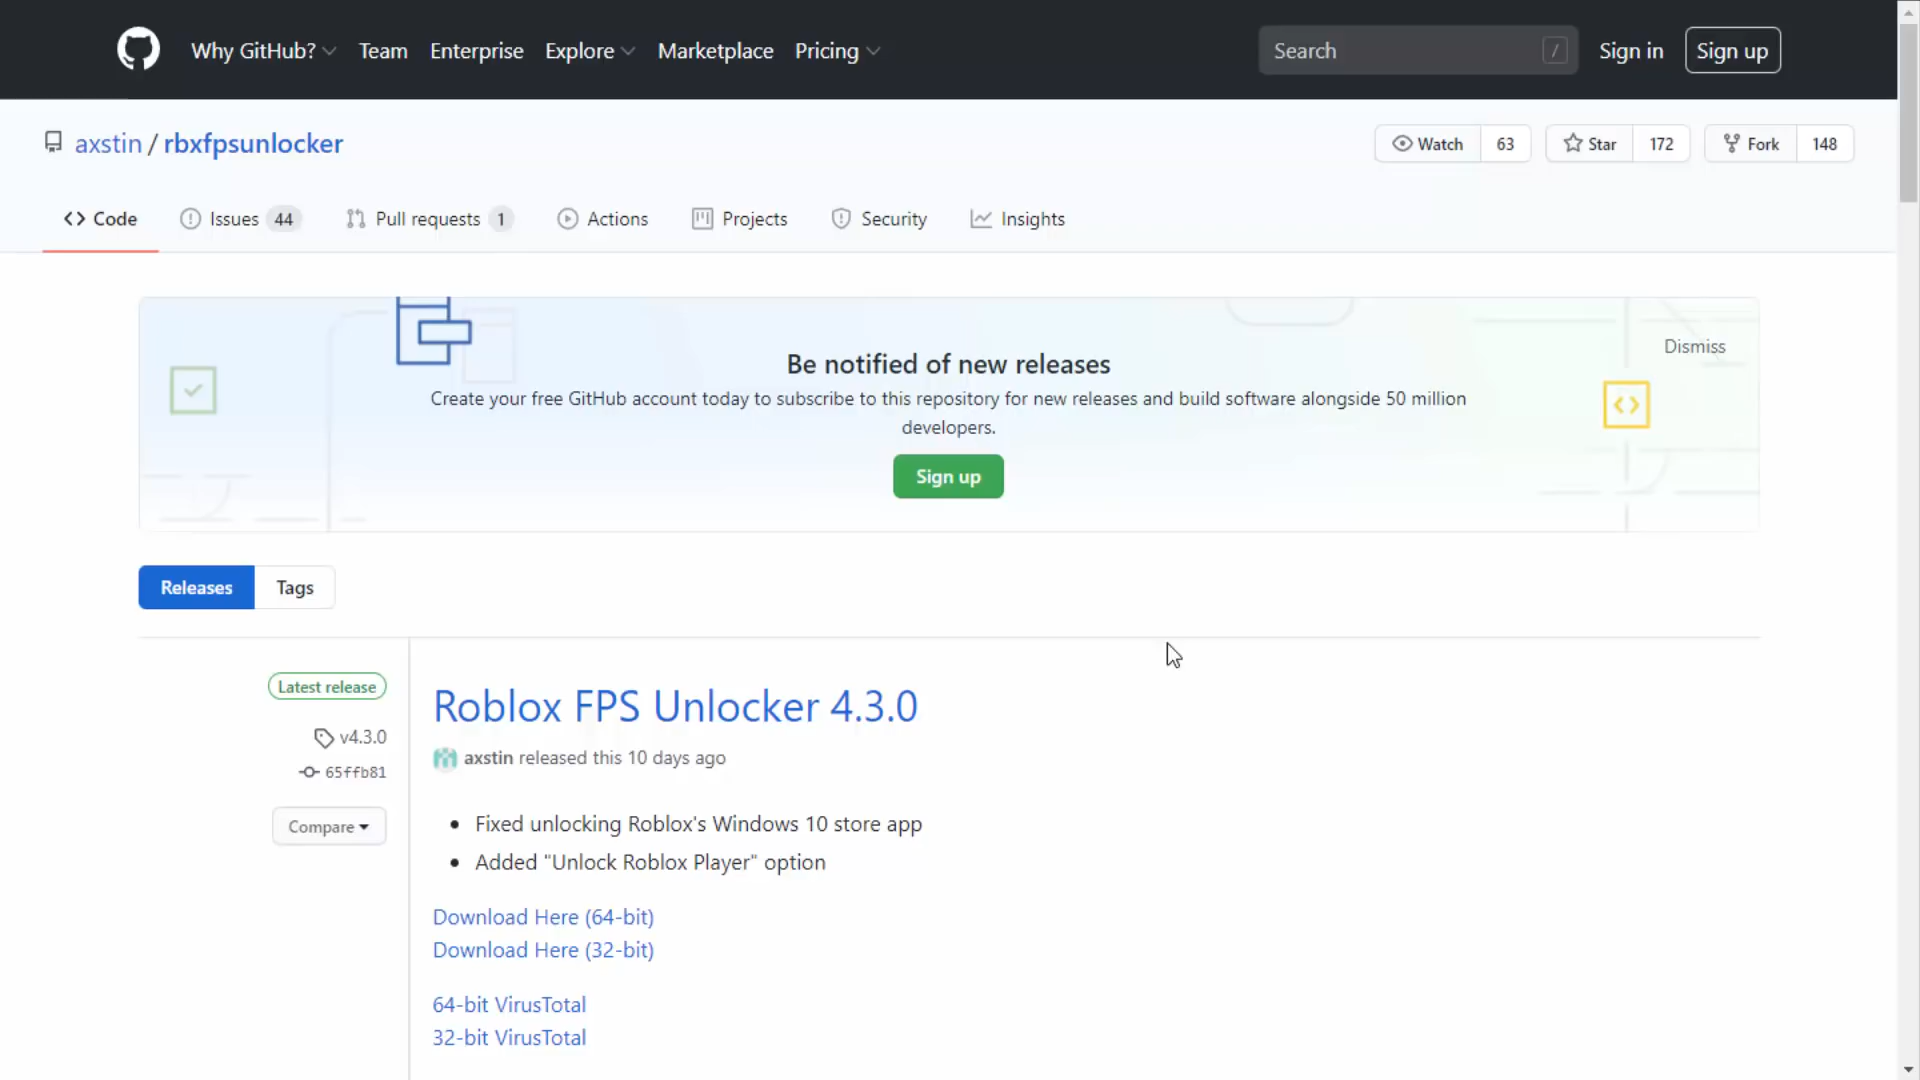 Why GitHub? Team Enterprise Explore Marketplace Pricing Search / Sign in Sign up
axstin / rbxfpsunlocker Watch 63 Star 172 Fork 148
Code Issues 44 Pull requests 1 Actions Projects Security Insights
Be notified of new releases
Dismiss
Create your free GitHub account today to subscribe to this repository for new releases and build software alongside 50 million
developers.
Sign up
Releases Tags
Latest release
v4.3.0
65ffb81
Compare
Roblox FPS Unlocker 4.3.0
axstin released this 10 days ago
• Fixed unlocking Roblox's Windows 10 store app
• Added "Unlock Roblox Player" option
Download Here (64-bit)
Download Here (32-bit)
64-bit VirusTotal
32-bit VirusTotal